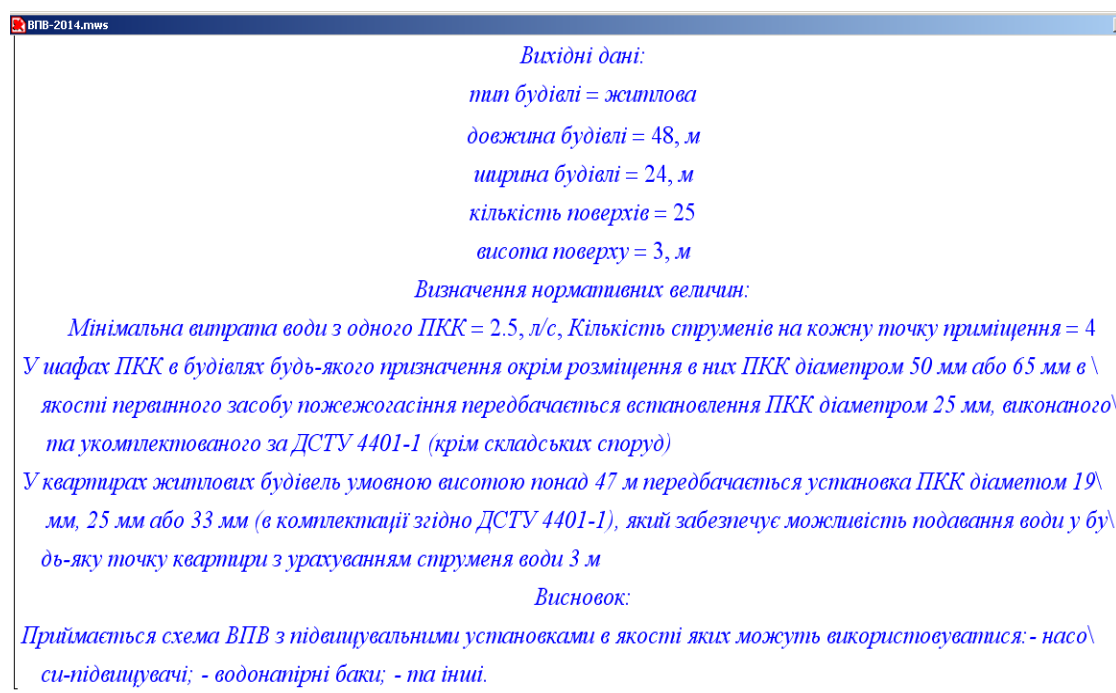 ВПВ-2014.mws
Вихідні дані:
тип будівлі = житлова
довжина будівлі = 48, м
ширина будівлі = 24, м
кількість поверхів = 25
висота поверху = 3, м
Визначення нормативних величин:
Мінімальна витрата води з одного ПКК = 2.5, л/с, Кількість струменів на кожну точку приміщення = 4
У шафах ПКК в будівлях будь-якого призначення окрім розміщення в них ПКК діаметром 50 мм або 65 мм в \
якості первинного засобу пожежогасіння передбачається встановлення ПКК діаметром 25 мм, виконаного\
та укомплектованого за ДСТУ 4401-1 (крім складських споруд)
У квартирах житлових будівель умовною висотою понад 47 м передбачається установка ПКК діаметом 19\
мм, 25 мм або 33 мм (в комплектації згідно ДСТУ 4401-1), який забезпечує можливість подавання води у бу\
дь-яку точку квартири з урахуванням струменя води 3 м
Висновок:
Приймається схема ВПВ з підвищувальними установками в якості яких можуть використовуватися:- насо\
си-підвищувачі; - водонапірні баки; - та інші.